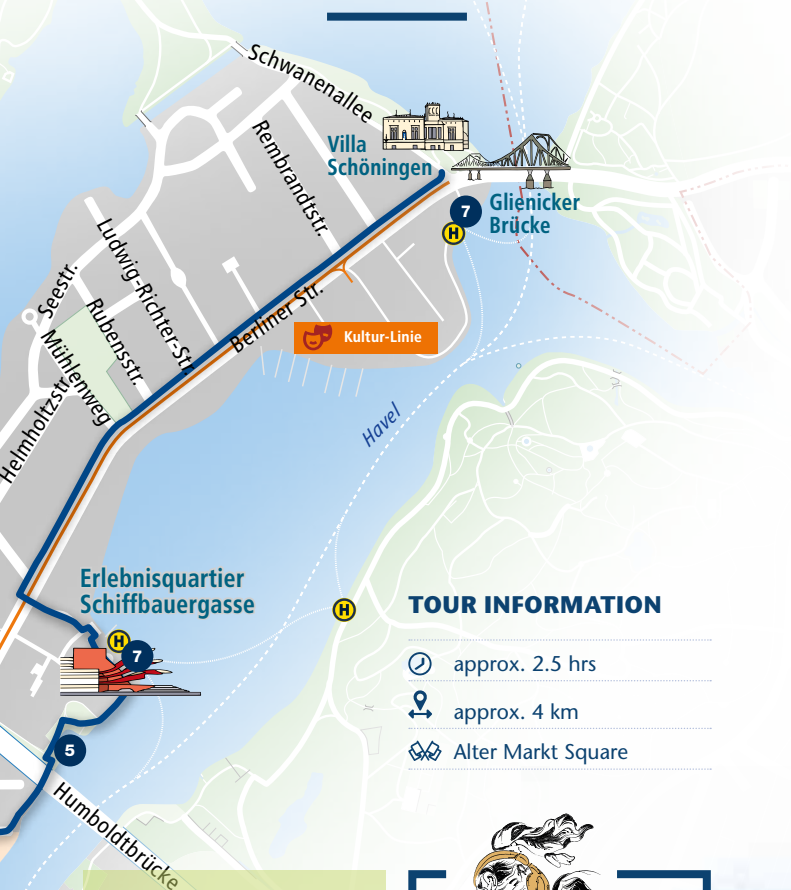 Schwanenallee
Rembrandtstr.
Villa
Schöningen
7
H
Glienicker
Brücke
Ludwig-Richter-Str.
Seestr.
Rubensstr.
Berliner Str.
Kultur-Linie
Mühlenweg
Helmholtzstr.
Havel
Erlebnisquartier
Schiffbauergasse
H
7
H
5
Humboldtbrücke
TOUR INFORMATION
approx. 2.5 hrs
approx. 4 km
Alter Markt Square